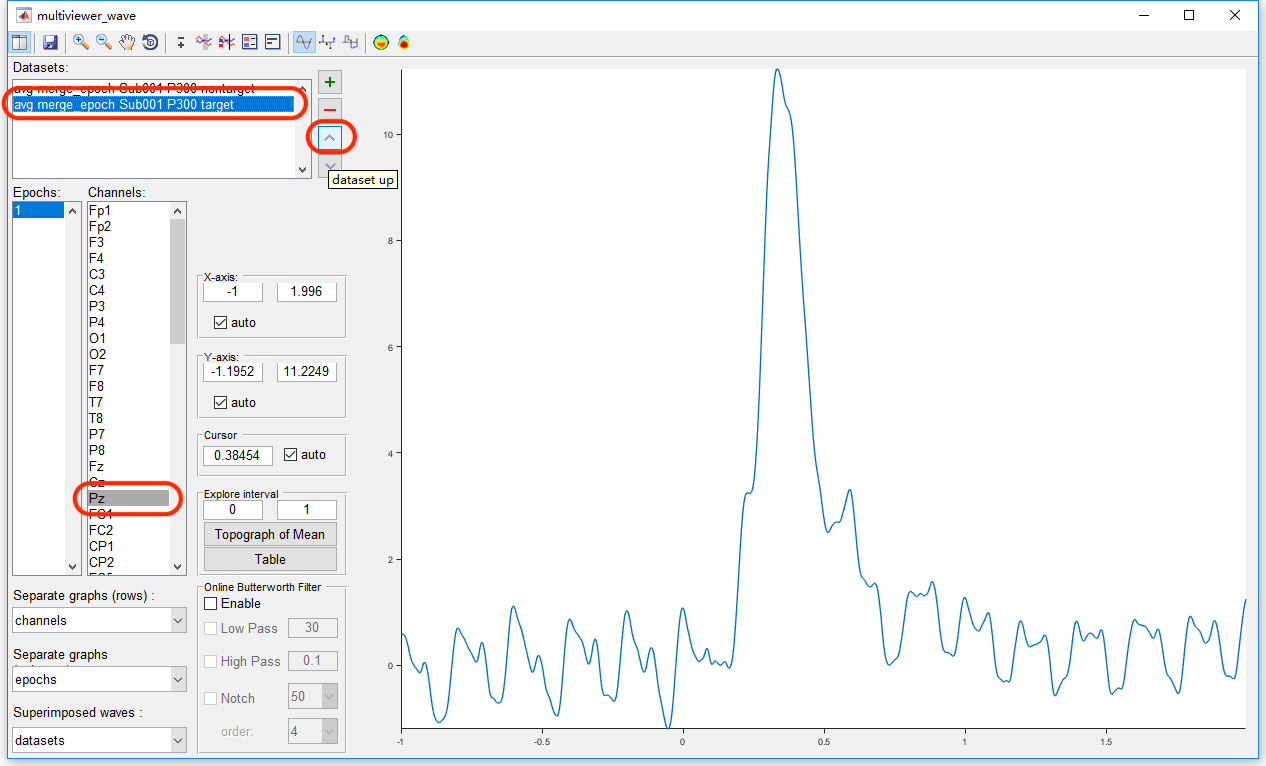 multiviewer_wave
Datasets:
avg merge_epoch Sub001 P300 nontarget
avg merge_epoch Sub001 P300 target
dataset up
Epochs:
Channels:
1
Fp1
Fp2
F3
F4
C3
C4
P3
P4
O1
O2
F7
F8
T7
T8
P7
P8
Fz
Cz
Pz
FC1
FC2
CP1
CP2
FC5
X-axis:
-1 1.996
auto
Y-axis:
-1.1952 11.2249
auto
Cursor
0.38454 auto
Explore interval
0 1
Topograph of Mean
Table
Online Butterworth Filter
Enable
Low Pass 30
High Pass 0.1
Notch 50
order: 4
Separate graphs (rows) :
channels
Separate graphs
epochs
Superimposed waves :
datasets
10
8
6
4
2
0
-1 -0.5 0 0.5 1 1.5